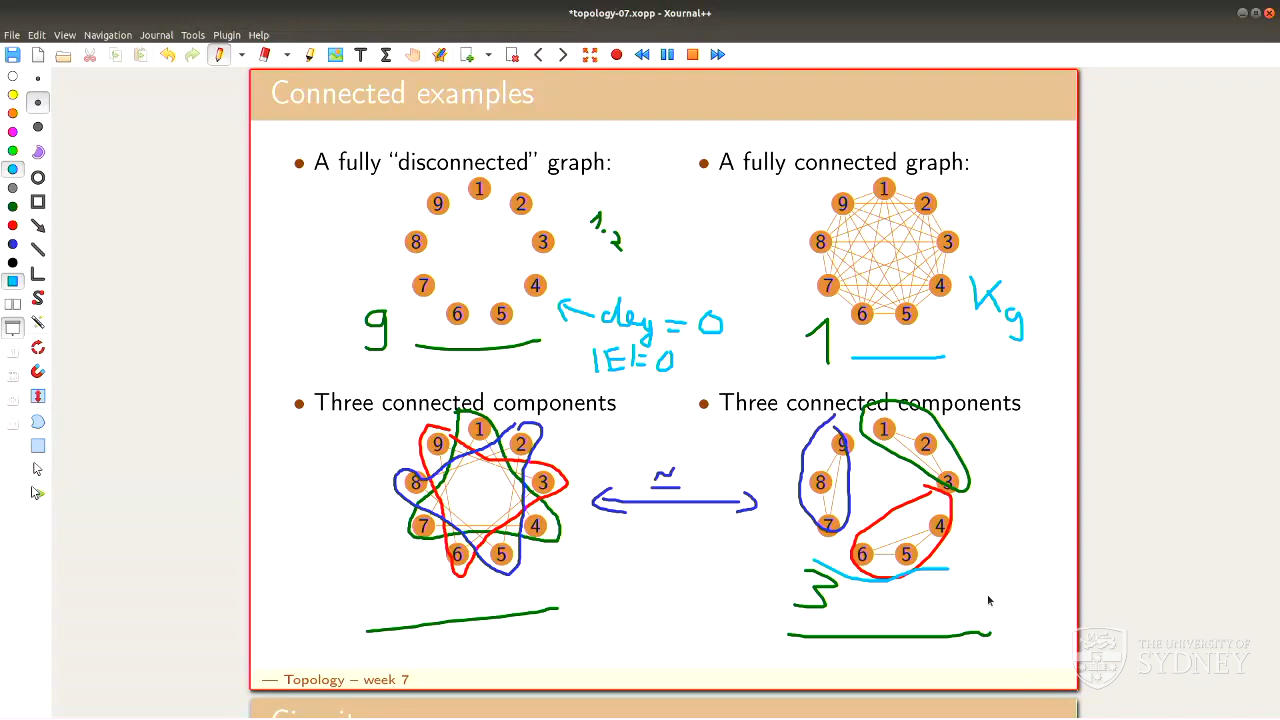 *topology-07.xopp - Xournal++
File Edit View Navigation Journal Tools Plugin Help
Connected examples
• A fully “disconnected” graph:
• A fully connected graph:
1 2 3 4 5 6 7 8 9
1 2 3 4 5 6 7 8 9
1.2
9
deg = 0
|E|=0
1
K9
• Three connected components
• Three connected components
1 2 3 4 5 6 7 8 9
≅
1 2 3 4 5 6 7 8 9
3
THE UNIVERSITY OF
SYDNEY
— Topology – week 7